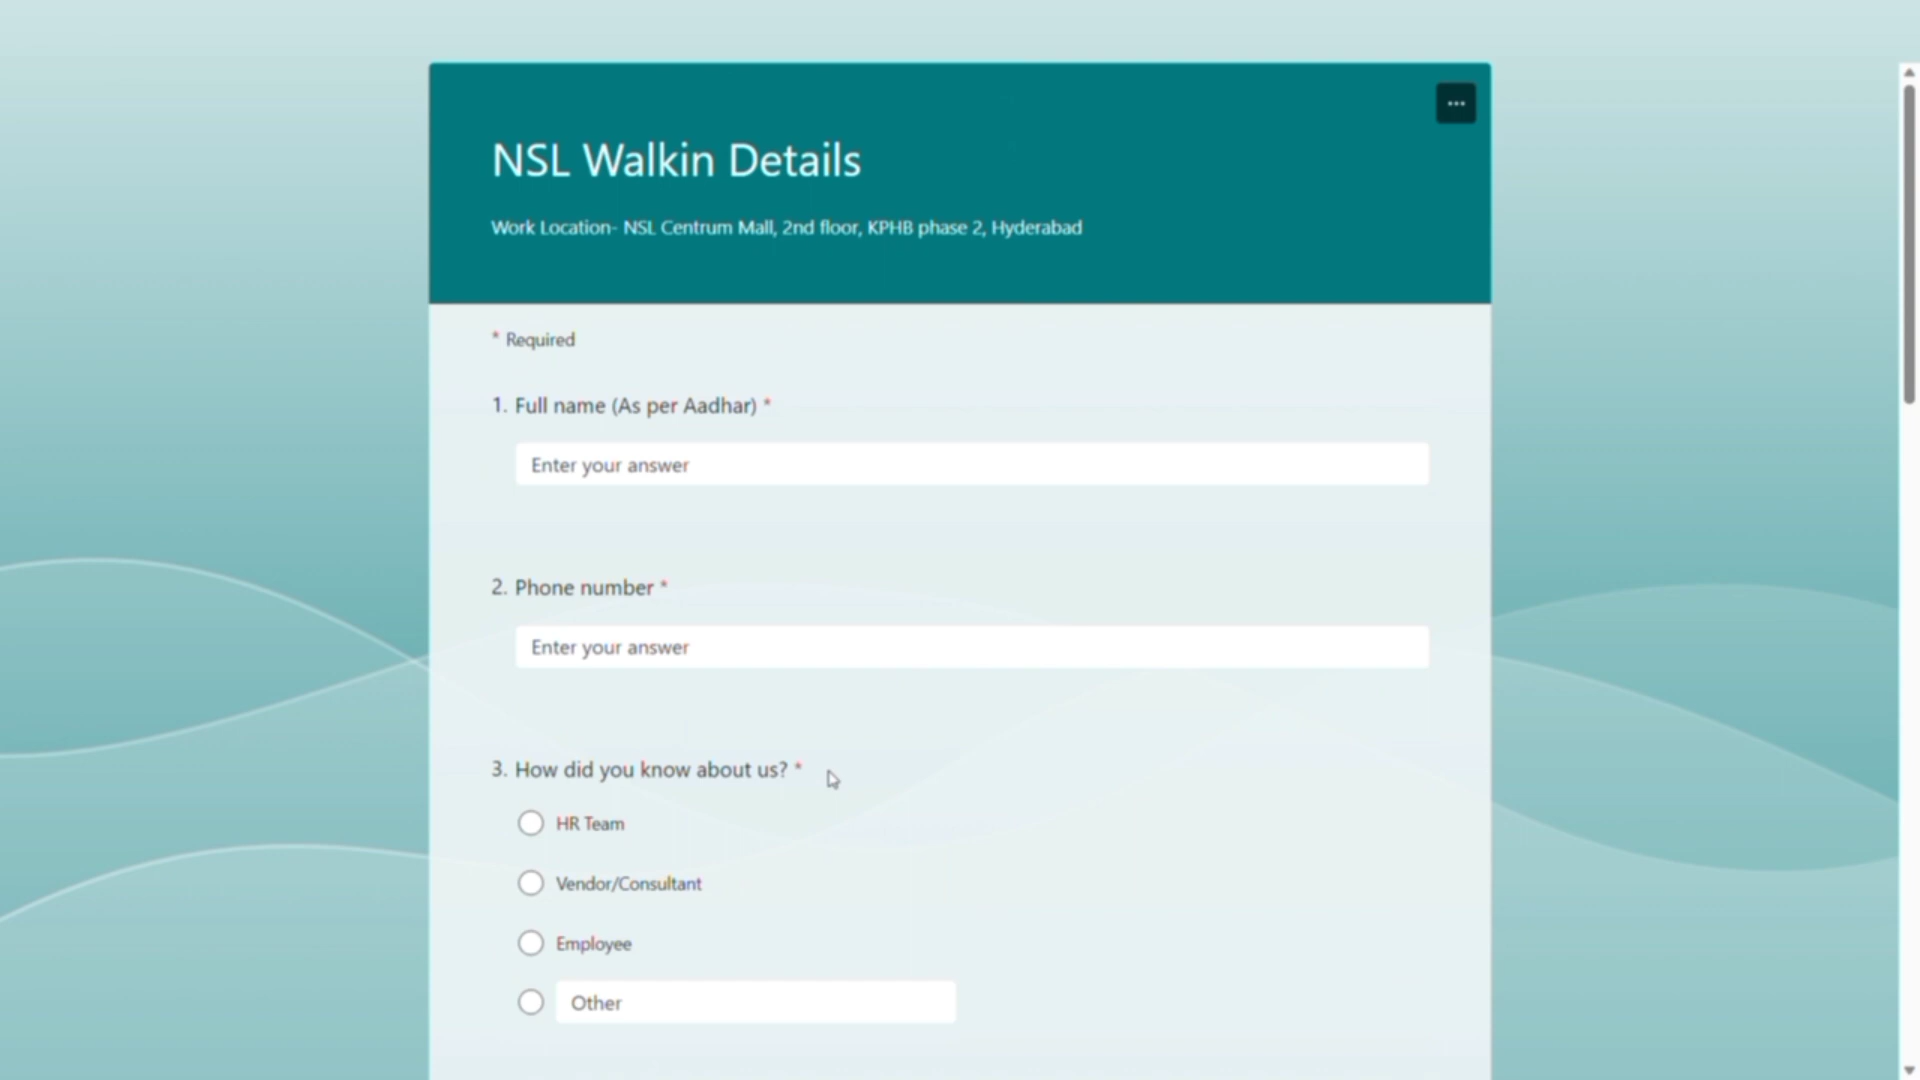 NSL Walkin Details
Work Location- NSL Centrum Mall, 2nd floor, KPHB phase 2, Hyderabad
* Required
1. Full name (As per Aadhar) *
Enter your answer
2. Phone number *
Enter your answer
3. How did you know about us? *
HR Team
Vendor/Consultant
Employee
Other